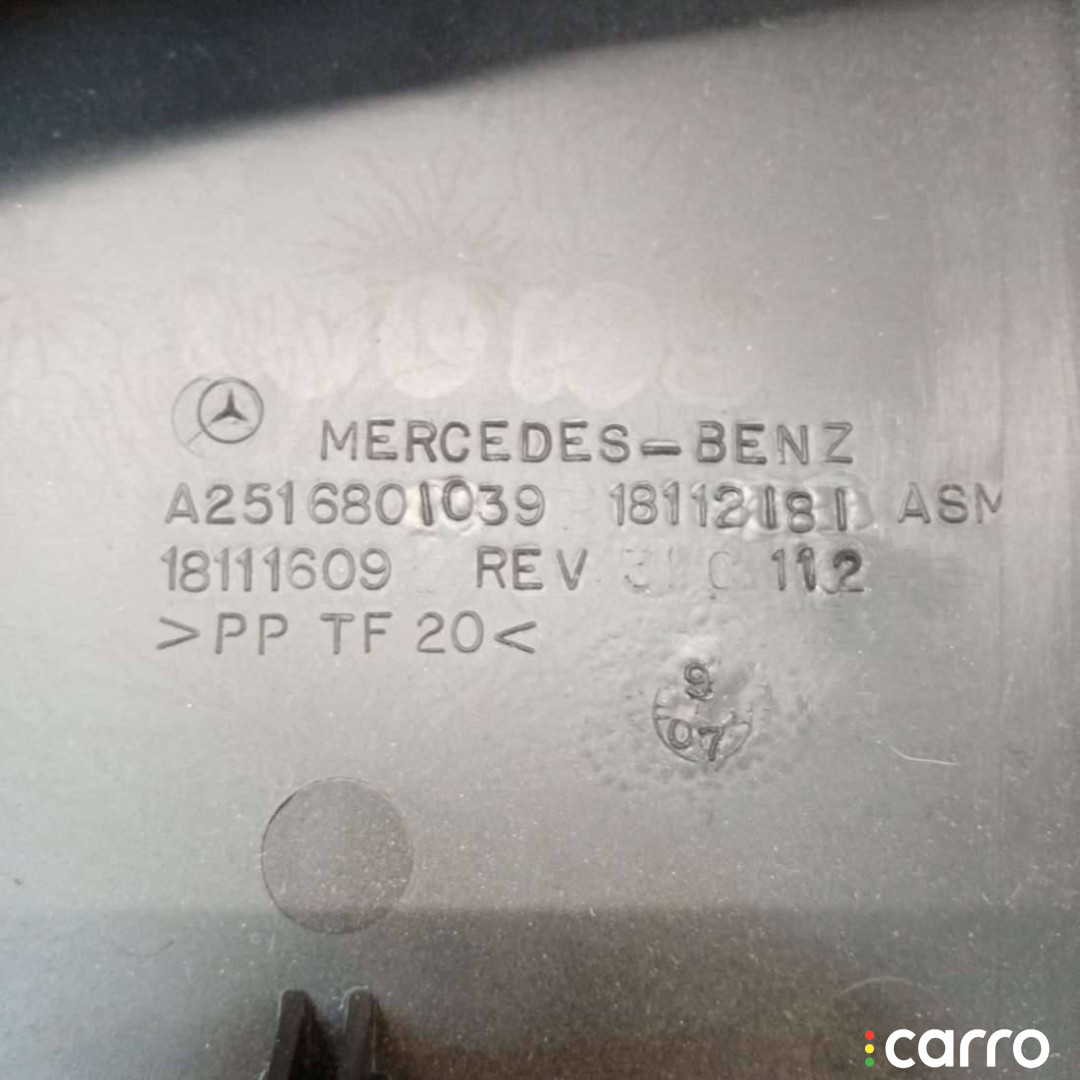 MERCEDES-BENZ
A2516801039 18112181 ASM
18111609 REV 112
>PP TF 20<
9
07
carro